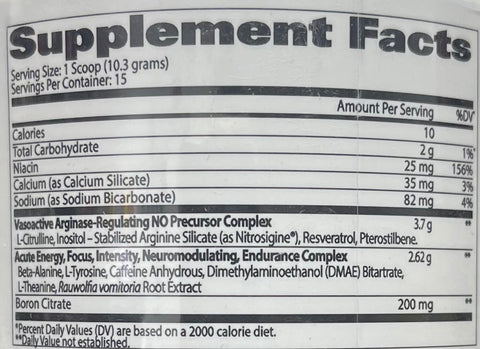 Supplement Facts
Serving Size: 1 Scoop (10.3 grams)
Servings Per Container: 15
Amount Per Serving %DV*
Calories 10
Total Carbohydrate 2 g 1%*
Niacin 25 mg 156%
Calcium (as Calcium Silicate) 35 mg 3%
Sodium (as Sodium Bicarbonate) 82 mg 4%
Vasoactive Arginase-Regulating NO Precursor Complex 3.7 g **
L-Citrulline, Inositol – Stabilized Arginine Silicate (as Nitrosigine®), Resveratrol, Pterostilbene.
Acute Energy, Focus, Intensity, Neuromodulating, Endurance Complex 2.62 g **
Beta-Alanine, L-Tyrosine, Caffeine Anhydrous, Dimethylaminoethanol (DMAE) Bitartrate,
L-Theanine, Rauwolfia vomitoria Root Extract
Boron Citrate 200 mg **
*Percent Daily Values (DV) are based on a 2000 calorie diet.
**Daily Value not established.